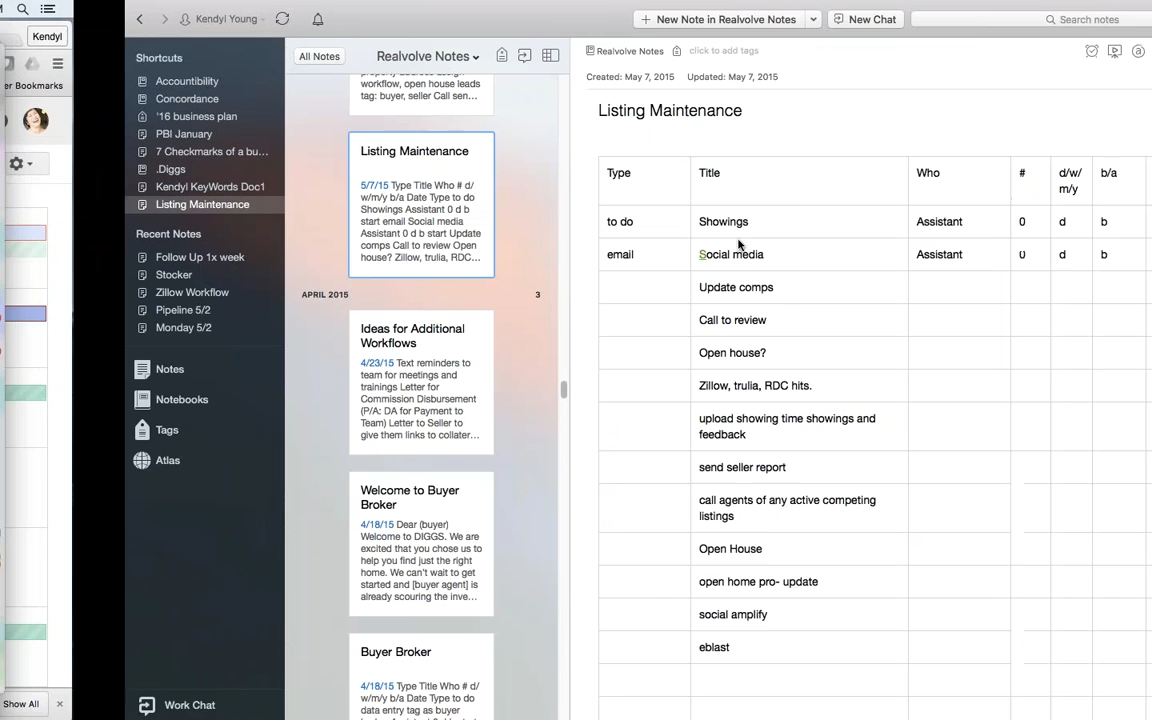 Kendyl
er Bookmarks
Show All
Kendyl Young
New Note in Realvolve Notes
New Chat
Search notes
Shortcuts
Accountibility
Concordance
'16 business plan
PBI January
7 Checkmarks of a bu...
.Diggs
Kendyl KeyWords Doc1
Listing Maintenance
Recent Notes
Follow Up 1x week
Stocker
Zillow Workflow
Pipeline 5/2
Monday 5/2
Notes
Notebooks
Tags
Atlas
Work Chat
All Notes
Realvolve Notes
workflow, open house leads
tag: buyer, seller Call sen...
Listing Maintenance
5/7/15 Type Title Who # d/
w/m/y b/a Date Type to do
Showings Assistant 0 d b
start email Social media
Assistant 0 d b start Update
comps Call to review Open
house? Zillow, trulia, RDC...
APRIL 2015 3
Ideas for Additional
Workflows
4/23/15 Text reminders to
team for meetings and
trainings Letter for
Commission Disbursement
(P/A: DA for Payment to
Team) Letter to Seller to
give them links to collater...
Welcome to Buyer
Broker
4/18/15 Dear (buyer)
Welcome to DIGGS. We are
excited that you chose us to
help you find just the right
home. We can't wait to get
started and [buyer agent] is
already scouring the inve...
Buyer Broker
4/18/15 Type Title Who # d/
w/m/y b/a Date Type to do
data entry tag as buyer
Realvolve Notes click to add tags
Created: May 7, 2015 Updated: May 7, 2015
Listing Maintenance
Type Title Who # d/w/ b/a
m/y
to do Showings Assistant 0 d b
email Social media Assistant 0 d b
Update comps
Call to review
Open house?
Zillow, trulia, RDC hits.
upload showing time showings and
feedback
send seller report
call agents of any active competing
listings
Open House
open home pro- update
social amplify
eblast